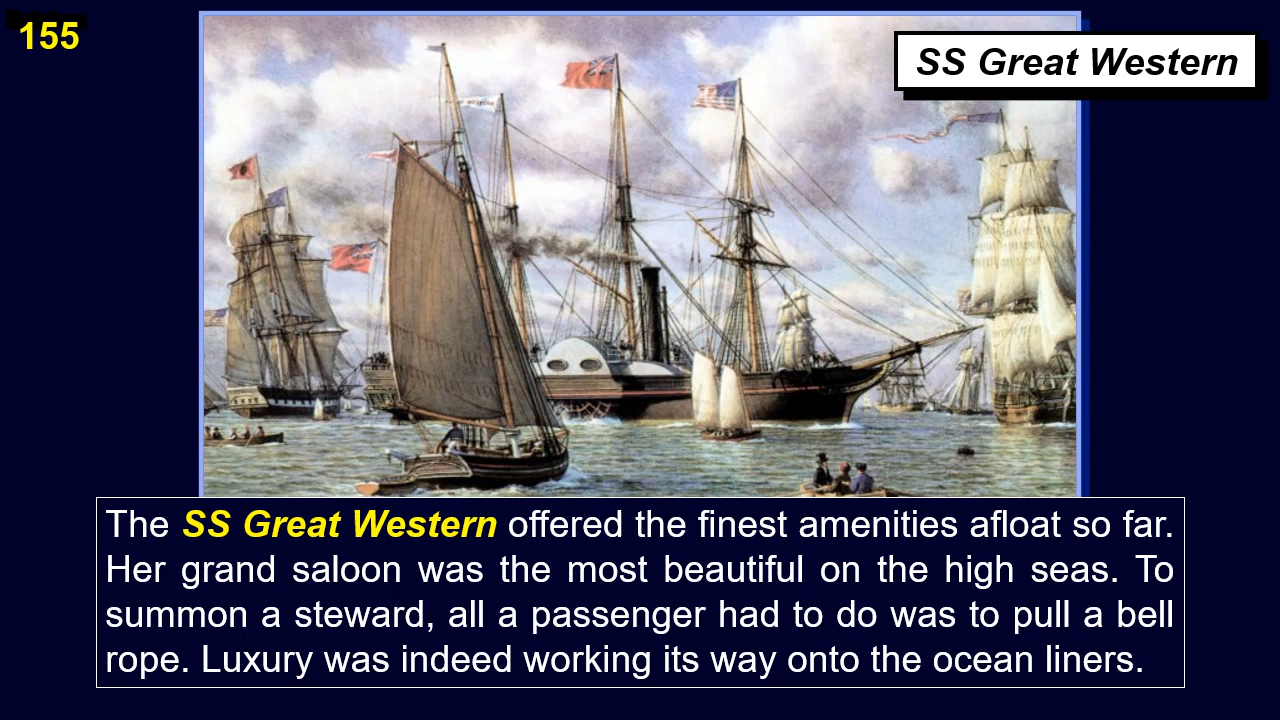 155
SS Great Western
The SS Great Western offered the finest amenities afloat so far.
Her grand saloon was the most beautiful on the high seas. To
summon a steward, all a passenger had to do was to pull a bell
rope. Luxury was indeed working its way onto the ocean liners.